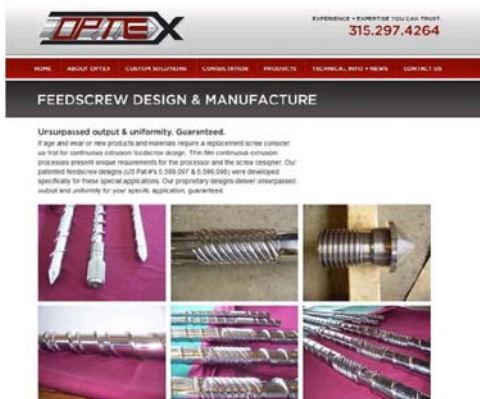 OPTEX
EXPERIENCE + EXPERTISE YOU CAN TRUST.
315.297.4264
HOME ABOUT OPTEX CUSTOM SOLUTIONS CONSULTATION PRODUCTS TECHNICAL INFO + NEWS CONTACT US
FEEDSCREW DESIGN & MANUFACTURE
Unsurpassed output & uniformity. Guaranteed.
If age and wear or new products and materials require a replacement screw consider
us first for continuous extrusion feedscrew design. Thin film continuous extrusion
processes present unique requirements for the processor and the screw designer. Our
patented feedscrew designs (US Pat #'s 5,599,097 & 5,599,098) were developed
specifically for these special applications. Our proprietary designs deliver unsurpassed
output and uniformity for your specific application, guaranteed.